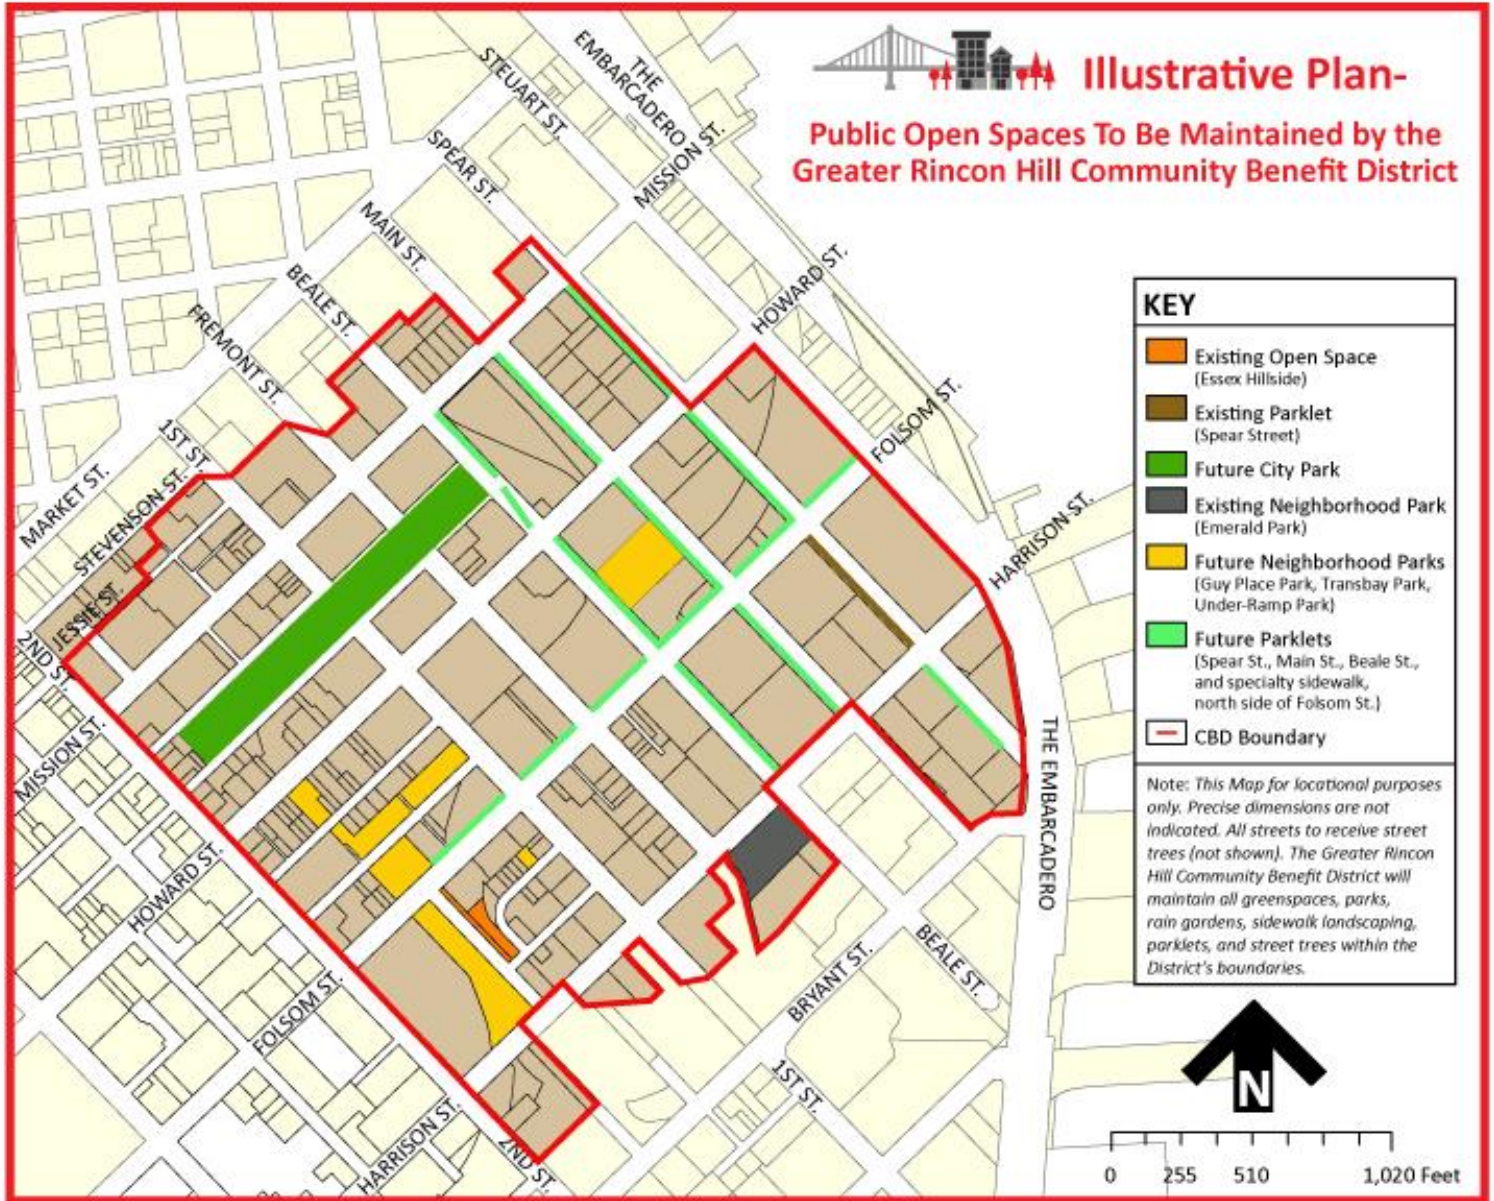 Illustrative Plan-
Public Open Spaces To Be Maintained by the
Greater Rincon Hill Community Benefit District
THE
EMBARCADERO
STEUART ST.
MISSION ST.
SPEAR ST.
MAIN ST.
HOWARD ST.
BEALE ST.
FREMONT ST.
FOLSOM ST.
1ST ST.
MARKET ST.
STEVENSON ST.
HARRISON ST.
JESSIE ST.
2ND ST.
MISSION ST.
THE EMBARCADERO
HOWARD ST.
BEALE ST.
BRYANT ST.
FOLSOM ST.
1ST ST.
HARRISON ST.
2ND ST.
KEY
Existing Open Space
(Essex Hillside)
Existing Parklet
(Spear Street)
Future City Park
Existing Neighborhood Park
(Emerald Park)
Future Neighborhood Parks
(Guy Place Park, Transbay Park,
Under-Ramp Park)
Future Parklets
(Spear St., Main St., Beale St.,
and specialty sidewalk,
north side of Folsom St.)
CBD Boundary
Note: This Map for locational purposes
only. Precise dimensions are not
indicated. All streets to receive street
trees (not shown). The Greater Rincon
Hill Community Benefit District will
maintain all greenspaces, parks,
rain gardens, sidewalk landscaping,
parklets, and street trees within the
District's boundaries.
N
0 255 510 1,020 Feet